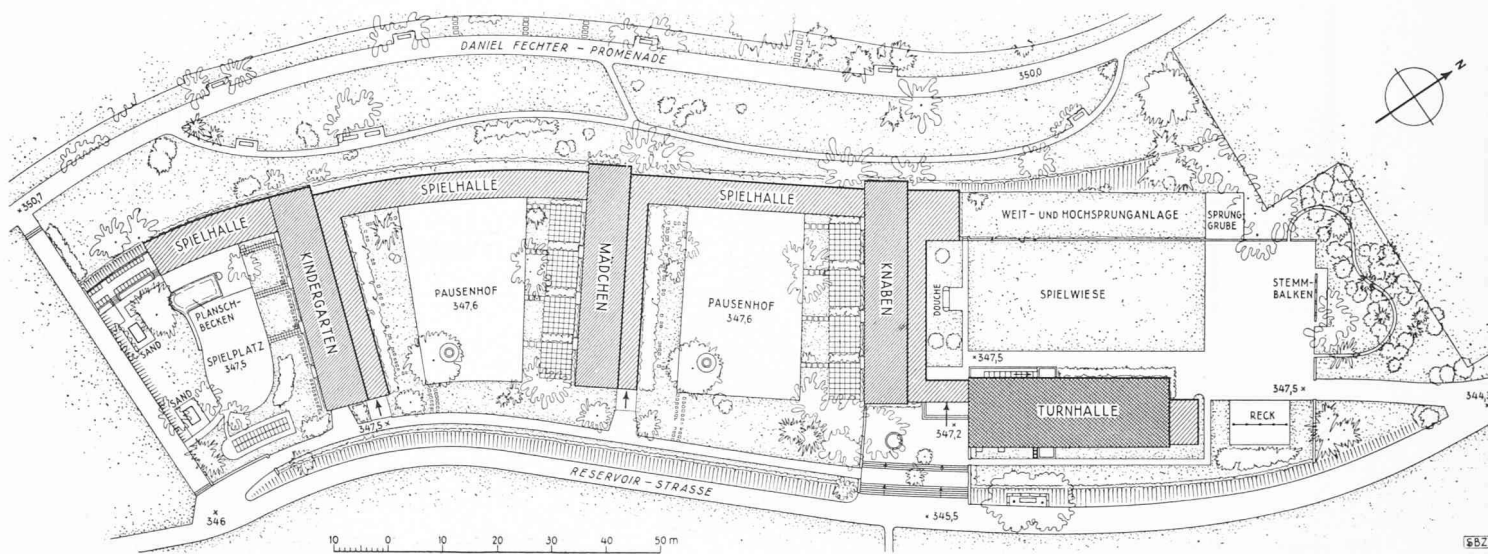 DANIEL FECHTER – PROMENADE
350,0
N
× 350,7
SPIELHALLE
SPIELHALLE
SPIELHALLE
WEIT- UND HOCHSPRUNGANLAGE
SPRUNG
GRUBE
KINDERGARTEN
MÄDCHEN
KNABEN
DOUCHE
SPIELWIESE
STEMM-
BALKEN
PLANSCH-
BECKEN
SPIELPLATZ
347,5
SAND
SAND
PAUSENHOF
347,6
PAUSENHOF
347,6
× 347,5
347,5 ×
344,5
×
TURNHALLE
RECK
347,5 ×
×
347,2
RESERVOIR – STRASSE
×
346
× 345,5
10 0 10 20 30 40 50 m
SBZ